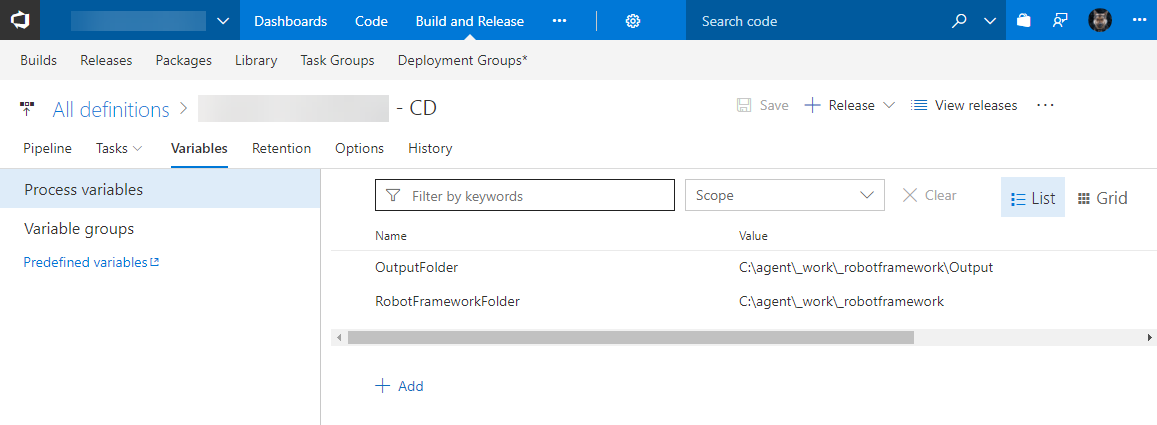 Dashboards Code Build and Release ··· Search code ···
Builds Releases Packages Library Task Groups Deployment Groups*
All definitions > - CD Save + Release View releases ···
Pipeline Tasks Variables Retention Options History
Process variables
Variable groups
Predefined variables
Filter by keywords Scope Clear List Grid
Name Value
OutputFolder C:\agent\_work\_robotframework\Output
RobotFrameworkFolder C:\agent\_work\_robotframework
+ Add